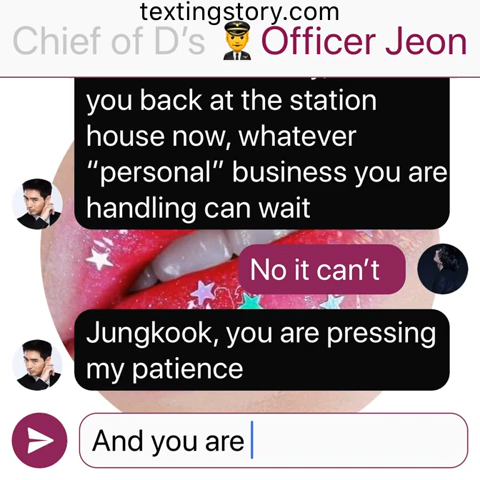 textingstory.com
Chief of D’s 👨‍✈️ Officer Jeon
you back at the station
house now, whatever
“personal” business you are
handling can wait
No it can’t
Jungkook, you are pressing
my patience
And you are